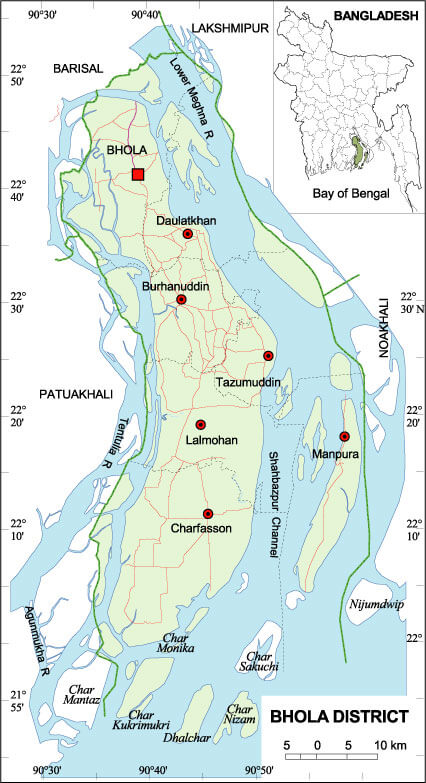 90°30'
90°40'
LAKSHMIPUR
BANGLADESH
22°
50'
BARISAL
Lower Meghna R
BHOLA
Bay of Bengal
22°
40'
Daulatkhan
Burhanuddin
22°
30'
22°
30' N
NOAKHALI
Tazumuddin
PATUAKHALI
22°
20'
22°
20'
Tentulia R
Lalmohan
Manpura
Shahbazpur Channel
22°
10'
22°
10'
Charfasson
Nijumdwip
Agunmukha R
Char
Monika
22°
Char
Sakuchi
22°
Char
Mantaz
21°
55'
Char
Kukrimukri
Char
Nizam
Dhalchar
BHOLA DISTRICT
5 0 5 10 km
90°30'
90°40'
90°50'